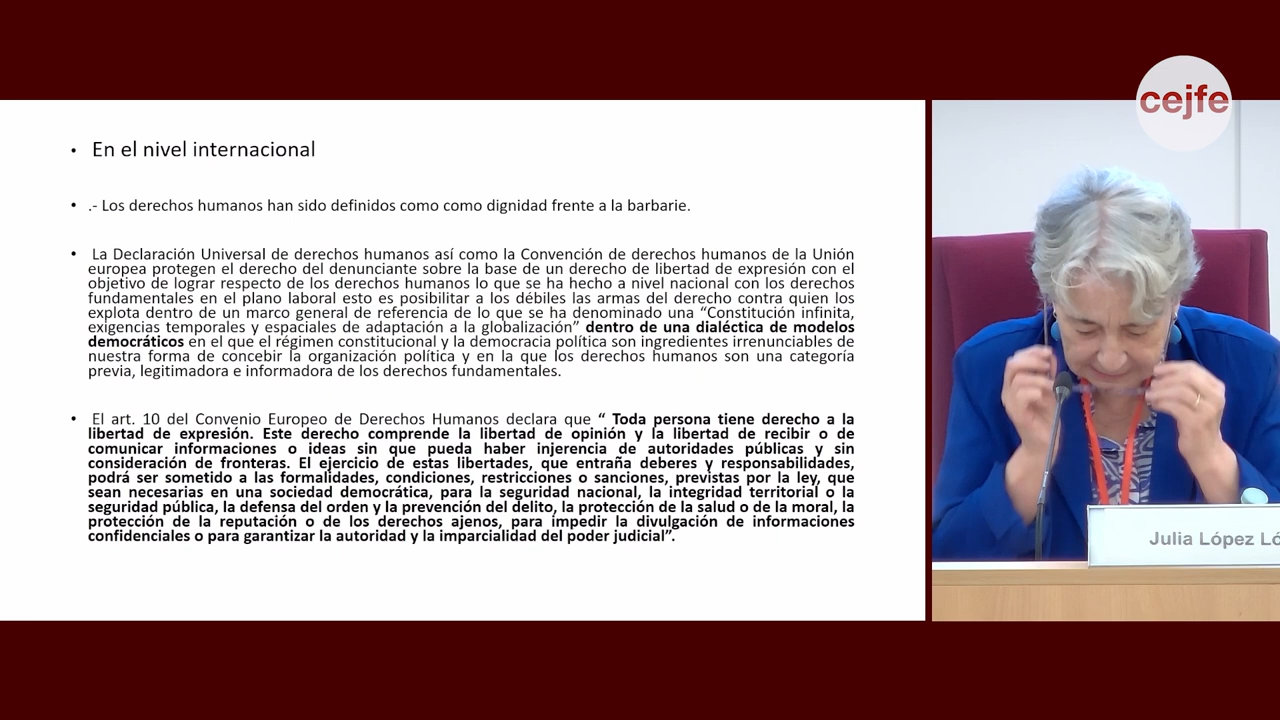 cejfe
• En el nivel internacional
• .- Los derechos humanos han sido definidos como como dignidad frente a la barbarie.
• La Declaración Universal de derechos humanos así como la Convención de derechos humanos de la Unión
europea protegen el derecho del denunciante sobre la base de un derecho de libertad de expresión con el
objetivo de lograr respecto de los derechos humanos lo que se ha hecho a nivel nacional con los derechos
fundamentales en el plano laboral esto es posibilitar a los débiles las armas del derecho contra quien los
explota dentro de un marco general de referencia de lo que se ha denominado una “Constitución infinita,
exigencias temporales y espaciales de adaptación a la globalización” dentro de una dialéctica de modelos
democráticos en el que el régimen constitucional y la democracia política son ingredientes irrenunciables de
nuestra forma de concebir la organización política y en la que los derechos humanos son una categoría
previa, legitimadora e informadora de los derechos fundamentales.
• El art. 10 del Convenio Europeo de Derechos Humanos declara que “ Toda persona tiene derecho a la
libertad de expresión. Este derecho comprende la libertad de opinión y la libertad de recibir o de
comunicar informaciones o ideas sin que pueda haber injerencia de autoridades públicas y sin
consideración de fronteras. El ejercicio de estas libertades, que entraña deberes y responsabilidades,
podrá ser sometido a las formalidades, condiciones, restricciones o sanciones, previstas por la ley, que
sean necesarias en una sociedad democrática, para la seguridad nacional, la integridad territorial o la
seguridad pública, la defensa del orden y la prevención del delito, la protección de la salud o de la moral, la
protección de la reputación o de los derechos ajenos, para impedir la divulgación de informaciones
confidenciales o para garantizar la autoridad y la imparcialidad del poder judicial”.
Julia López Ló